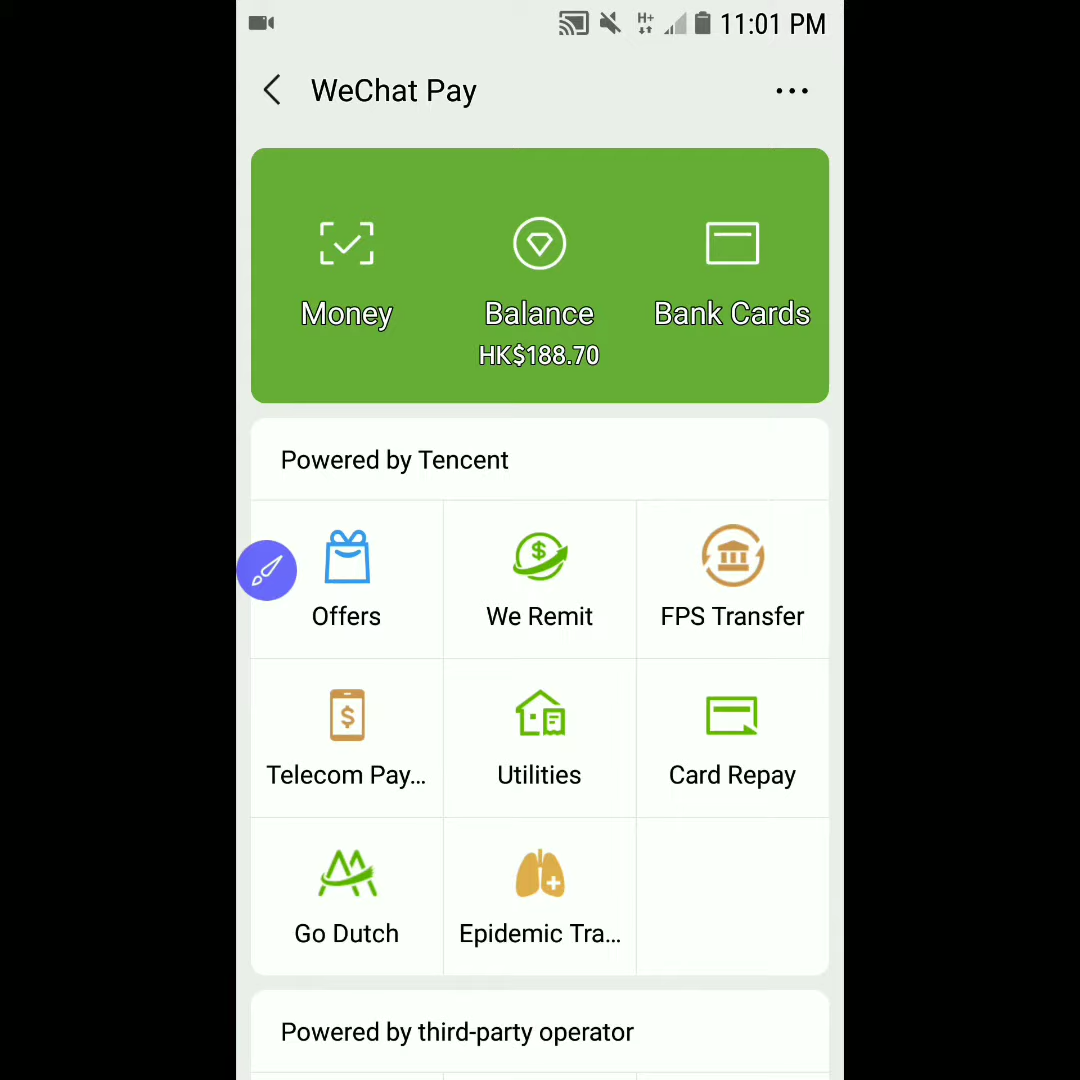 H+ 11:01 PM
WeChat Pay
Money Balance Bank Cards
HK$188.70
Powered by Tencent
Offers We Remit FPS Transfer
Telecom Pay... Utilities Card Repay
Go Dutch Epidemic Tra...
Powered by third-party operator